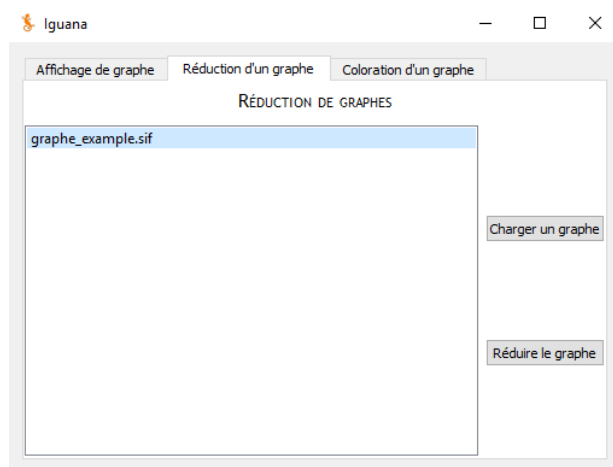 Iguana
Affichage de graphe
Réduction d'un graphe
Coloration d'un graphe
RÉDUCTION DE GRAPHES
graphe_example.sif
Charger un graphe
Réduire le graphe